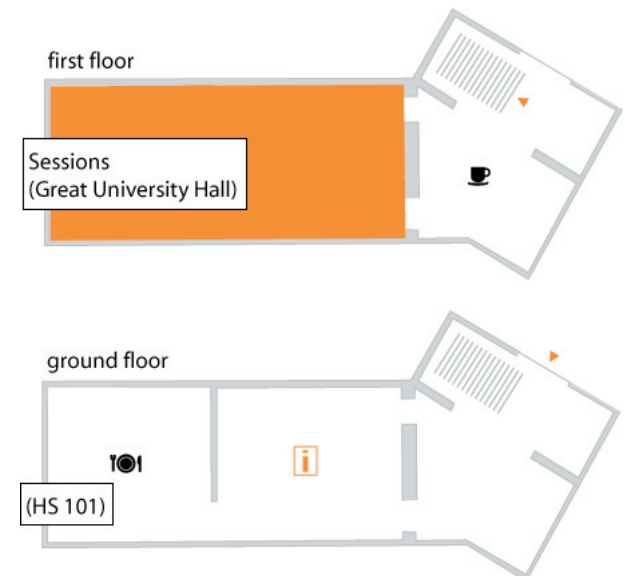 first floor
Sessions
(Great University Hall)
ground floor
i
(HS 101)